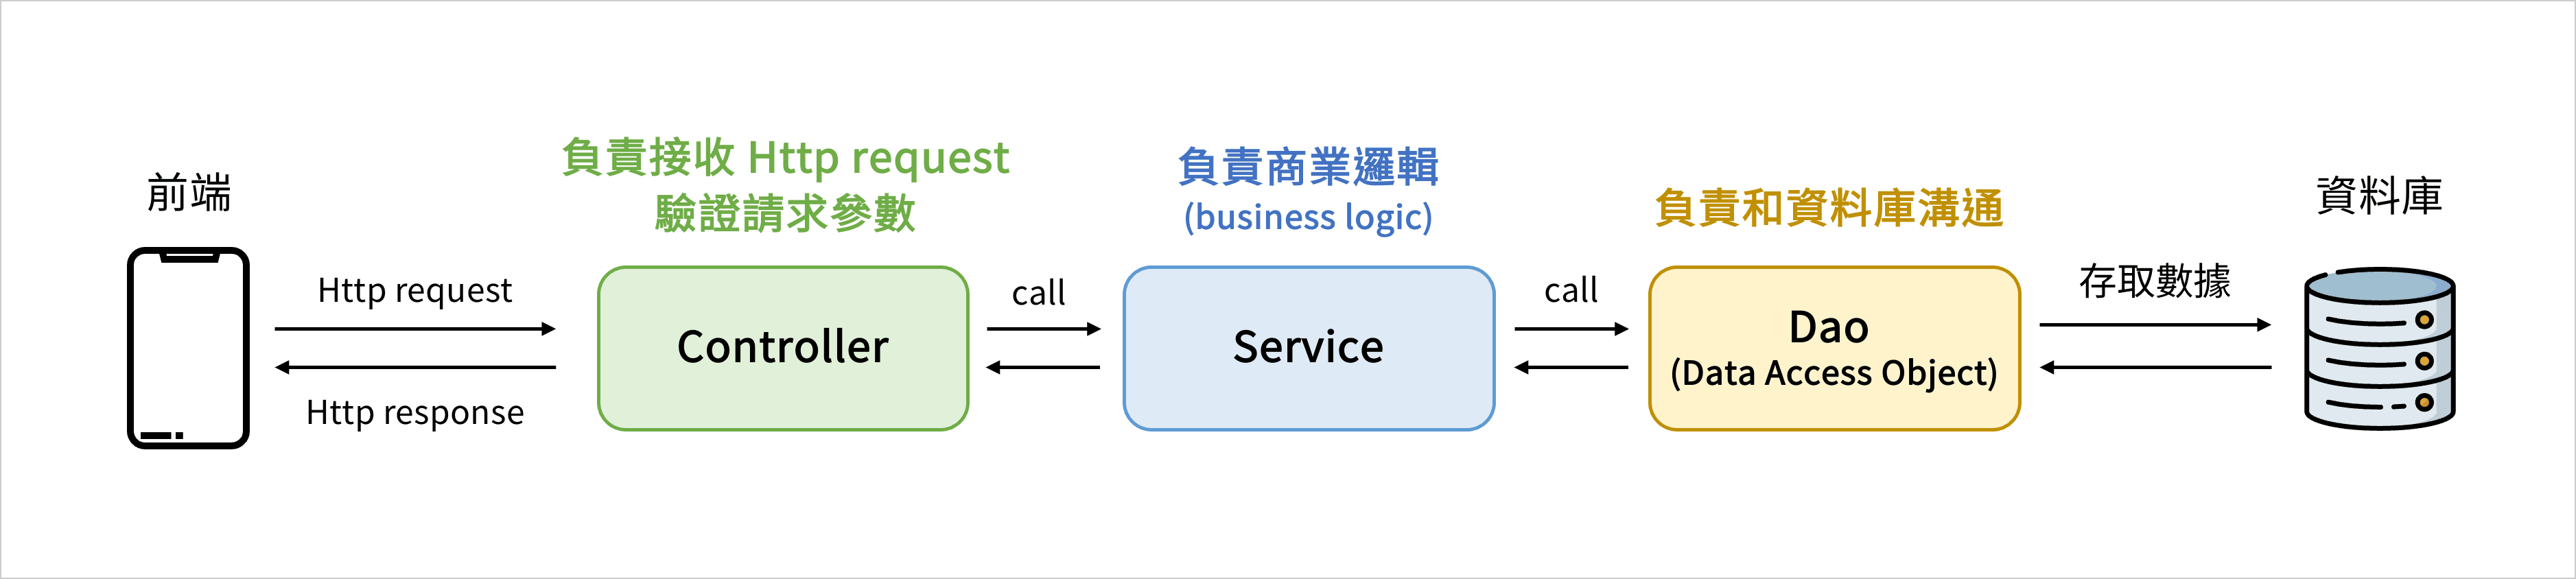 前端
Http request
Http response
負責接收 Http request
驗證請求參數
Controller
call
負責商業邏輯
(business logic)
Service
call
負責和資料庫溝通
Dao
(Data Access Object)
存取數據
資料庫